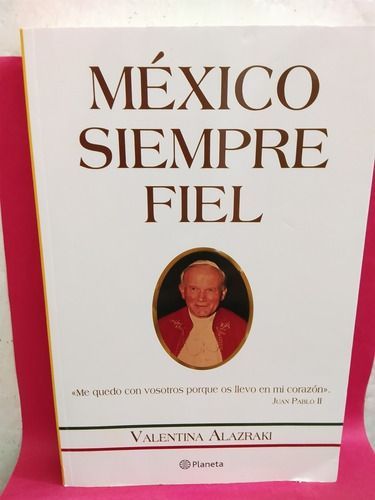 MÉXICO
SIEMPRE
FIEL
«Me quedo con vosotros porque os llevo en mi corazón».
Juan Pablo II
Valentina Alazraki
Planeta